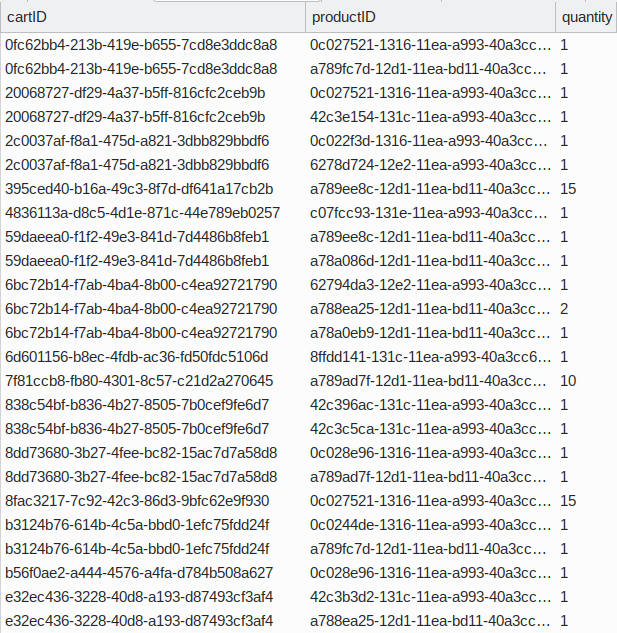 cartID productID quantity
0fc62bb4-213b-419e-b655-7cd8e3ddc8a8 0c027521-1316-11ea-a993-40a3cc... 1
0fc62bb4-213b-419e-b655-7cd8e3ddc8a8 a789fc7d-12d1-11ea-bd11-40a3cc... 1
20068727-df29-4a37-b5ff-816cfc2ceb9b 0c027521-1316-11ea-a993-40a3cc... 1
20068727-df29-4a37-b5ff-816cfc2ceb9b 42c3e154-131c-11ea-a993-40a3cc... 1
2c0037af-f8a1-475d-a821-3dbb829bbdf6 0c022f3d-1316-11ea-a993-40a3cc... 1
2c0037af-f8a1-475d-a821-3dbb829bbdf6 6278d724-12e2-11ea-a993-40a3cc... 1
395ced40-b16a-49c3-8f7d-df641a17cb2b a789ee8c-12d1-11ea-bd11-40a3cc... 15
4836113a-d8c5-4d1e-871c-44e789eb0257 c07fcc93-131e-11ea-a993-40a3cc... 1
59daeea0-f1f2-49e3-841d-7d4486b8feb1 a789ee8c-12d1-11ea-bd11-40a3cc... 1
59daeea0-f1f2-49e3-841d-7d4486b8feb1 a78a086d-12d1-11ea-bd11-40a3cc... 1
6bc72b14-f7ab-4ba4-8b00-c4ea92721790 62794da3-12e2-11ea-a993-40a3cc... 1
6bc72b14-f7ab-4ba4-8b00-c4ea92721790 a788ea25-12d1-11ea-bd11-40a3cc... 2
6bc72b14-f7ab-4ba4-8b00-c4ea92721790 a78a0eb9-12d1-11ea-bd11-40a3cc... 1
6d601156-b8ec-4fdb-ac36-fd50fdc5106d 8ffdd141-131c-11ea-a993-40a3cc6... 1
7f81ccb8-fb80-4301-8c57-c21d2a270645 a789ad7f-12d1-11ea-bd11-40a3cc... 10
838c54bf-b836-4b27-8505-7b0cef9fe6d7 42c396ac-131c-11ea-a993-40a3cc... 1
838c54bf-b836-4b27-8505-7b0cef9fe6d7 42c3c5ca-131c-11ea-a993-40a3cc... 1
8dd73680-3b27-4fee-bc82-15ac7d7a58d8 0c028e96-1316-11ea-a993-40a3cc... 1
8dd73680-3b27-4fee-bc82-15ac7d7a58d8 a789ad7f-12d1-11ea-bd11-40a3cc... 1
8fac3217-7c92-42c3-86d3-9bfc62e9f930 0c027521-1316-11ea-a993-40a3cc... 15
b3124b76-614b-4c5a-bbd0-1efc75fdd24f 0c0244de-1316-11ea-a993-40a3cc... 1
b3124b76-614b-4c5a-bbd0-1efc75fdd24f a789fc7d-12d1-11ea-bd11-40a3cc... 1
b56f0ae2-a444-4576-a4fa-d784b508a627 0c028e96-1316-11ea-a993-40a3cc... 1
e32ec436-3228-40d8-a193-d87493cf3af4 42c3b3d2-131c-11ea-a993-40a3cc... 1
e32ec436-3228-40d8-a193-d87493cf3af4 a788ea25-12d1-11ea-bd11-40a3cc... 1